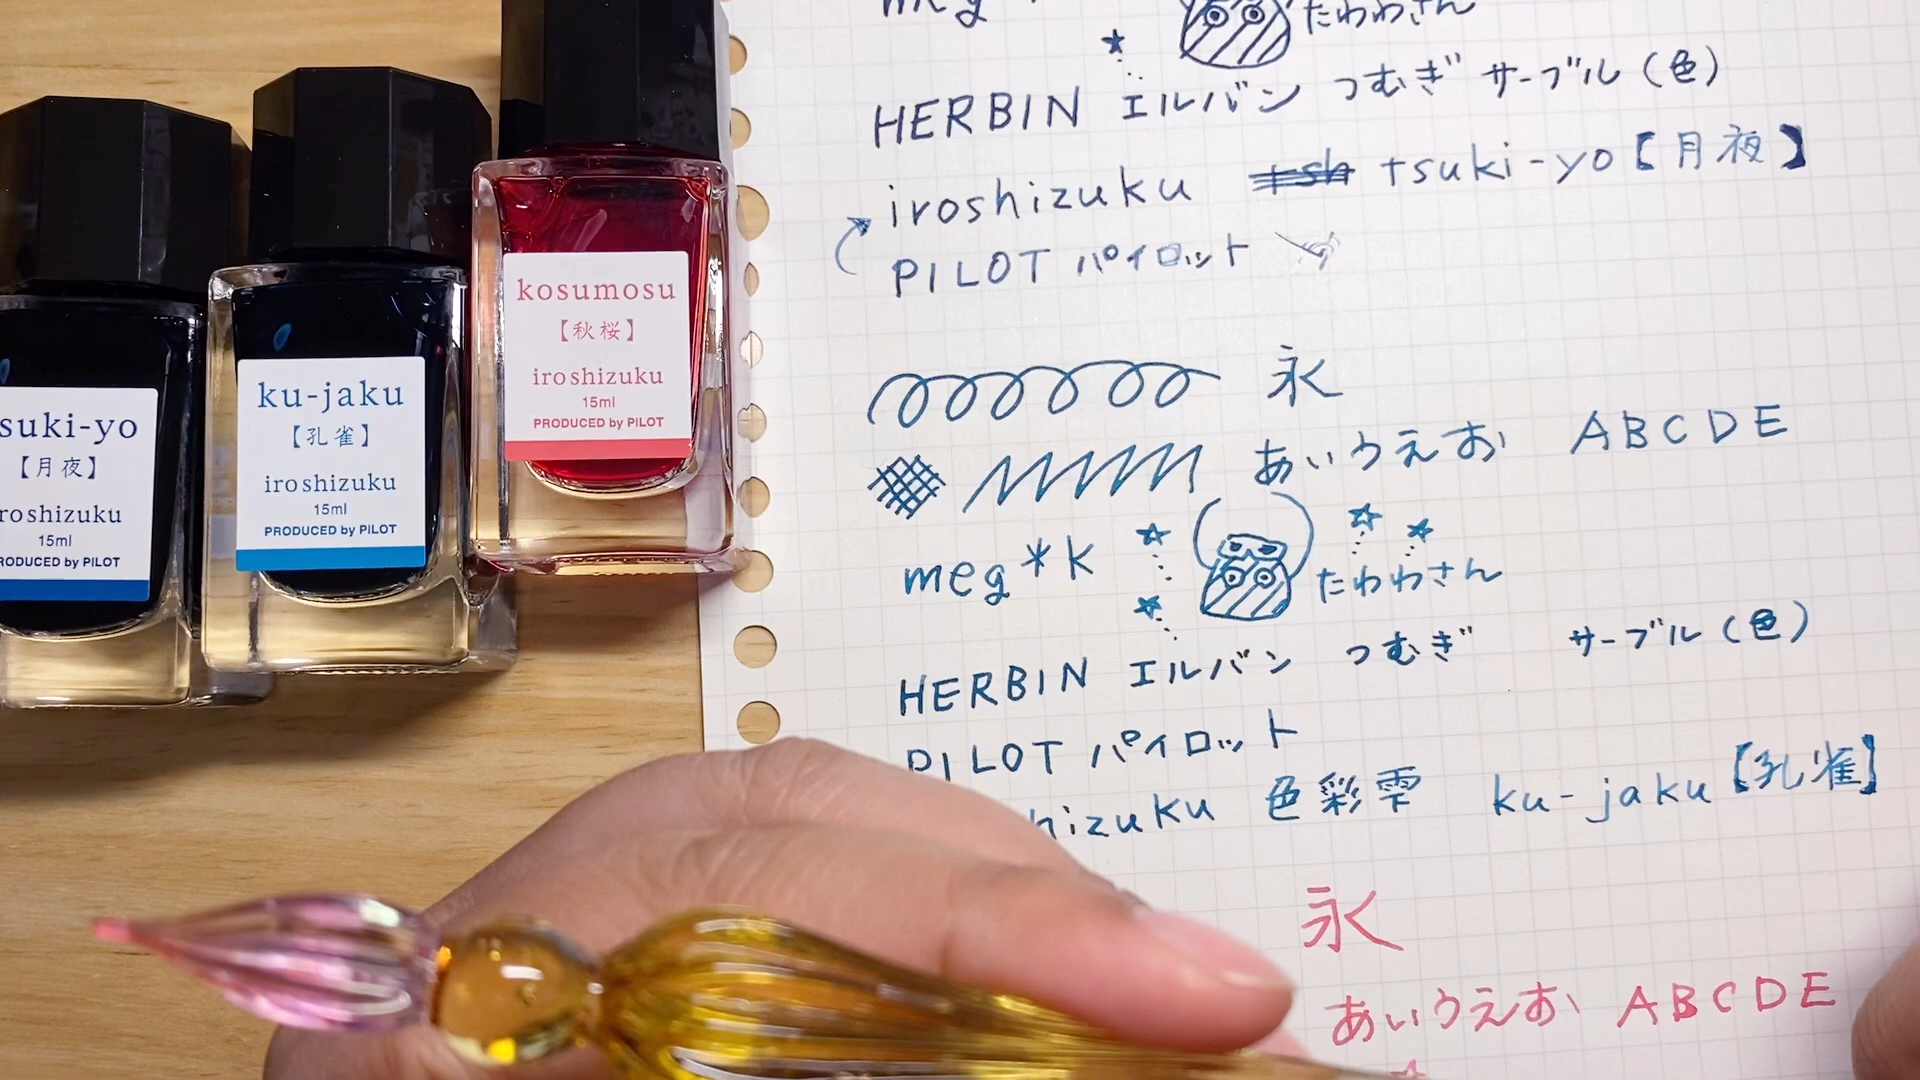 meg
たわわさん
HERBIN エルバン つむぎ サーブル(色)
iroshizuku tsuki-yo【月夜】
PILOT パイロット
永
あいうえお ABCDE
meg*k たわわさん
HERBIN エルバン つむぎ サーブル(色)
PILOT パイロット
hizuku 色彩雫 ku-jaku【孔雀】
永
あいうえお ABCDE
suki-yo
【月夜】
roshizuku
15ml
RODUCED by PILOT
ku-jaku
【孔雀】
iroshizuku
15ml
PRODUCED by PILOT
kosumosu
【秋桜】
iroshizuku
15ml
PRODUCED by PILOT